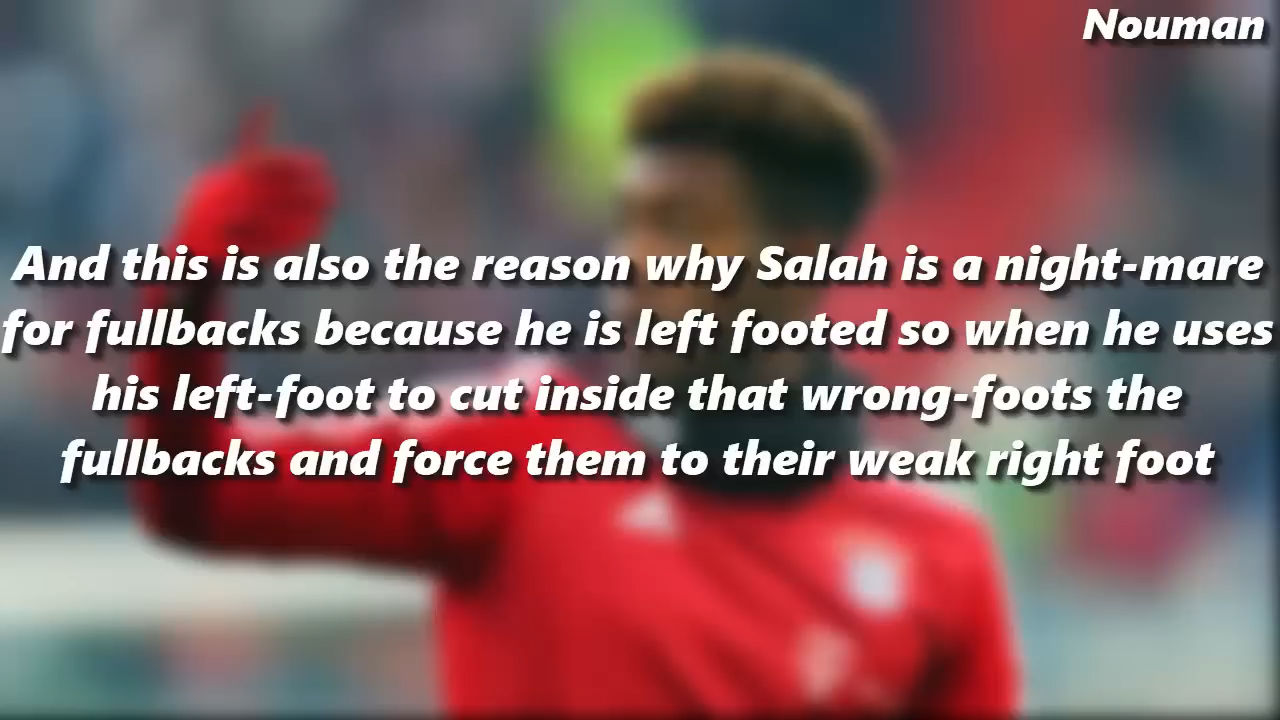 Nouman
And this is also the reason why Salah is a night-mare
for fullbacks because he is left footed so when he uses
his left-foot to cut inside that wrong-foots the
fullbacks and force them to their weak right foot